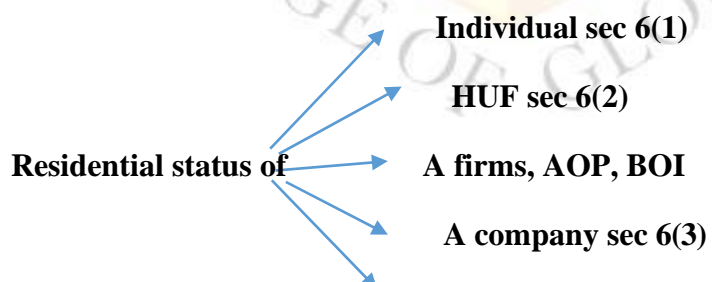 Individual sec 6(1)
HUF sec 6(2)
Residential status of
A firms, AOP, BOI
A company sec 6(3)